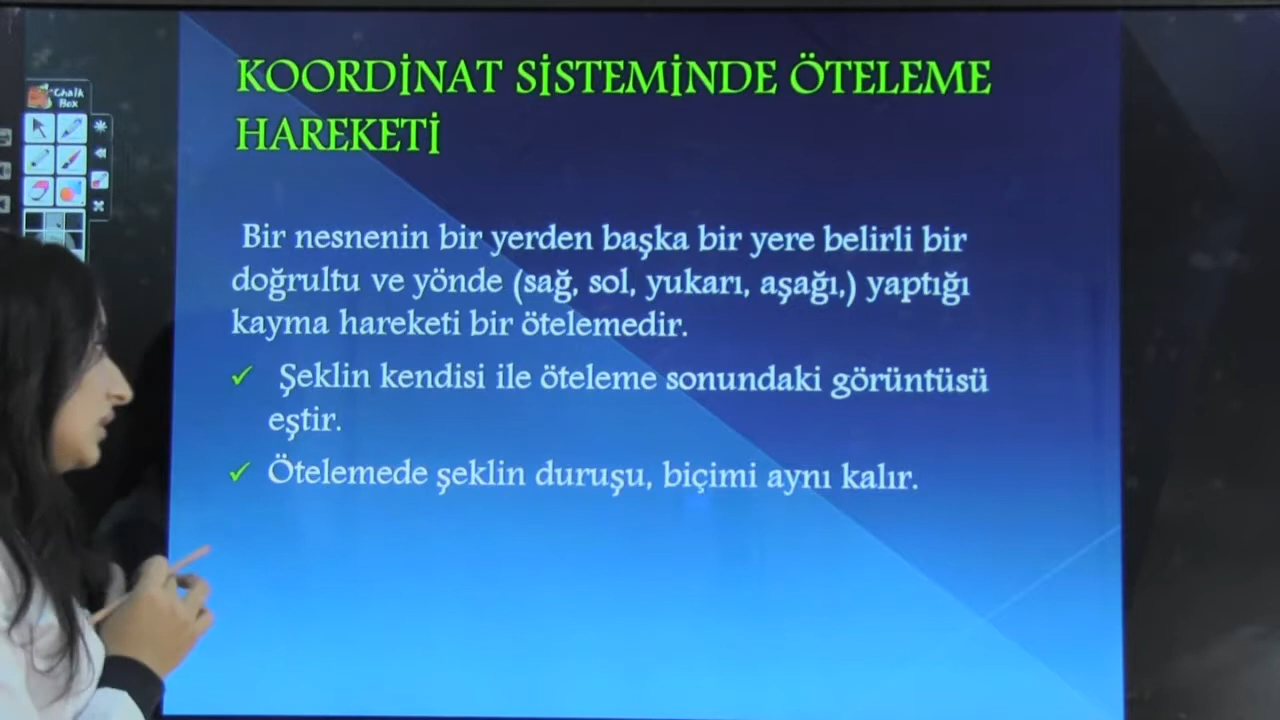 Chalk
Box
KOORDİNAT SİSTEMİNDE ÖTELEME
HAREKETİ
Bir nesnenin bir yerden başka bir yere belirli bir
doğrultu ve yönde (sağ, sol, yukarı, aşağı,) yaptığı
kayma hareketi bir ötelemedir.
Şeklin kendisi ile öteleme sonundaki görüntüsü
eştir.
Ötelemede şeklin duruşu, biçimi aynı kalır.